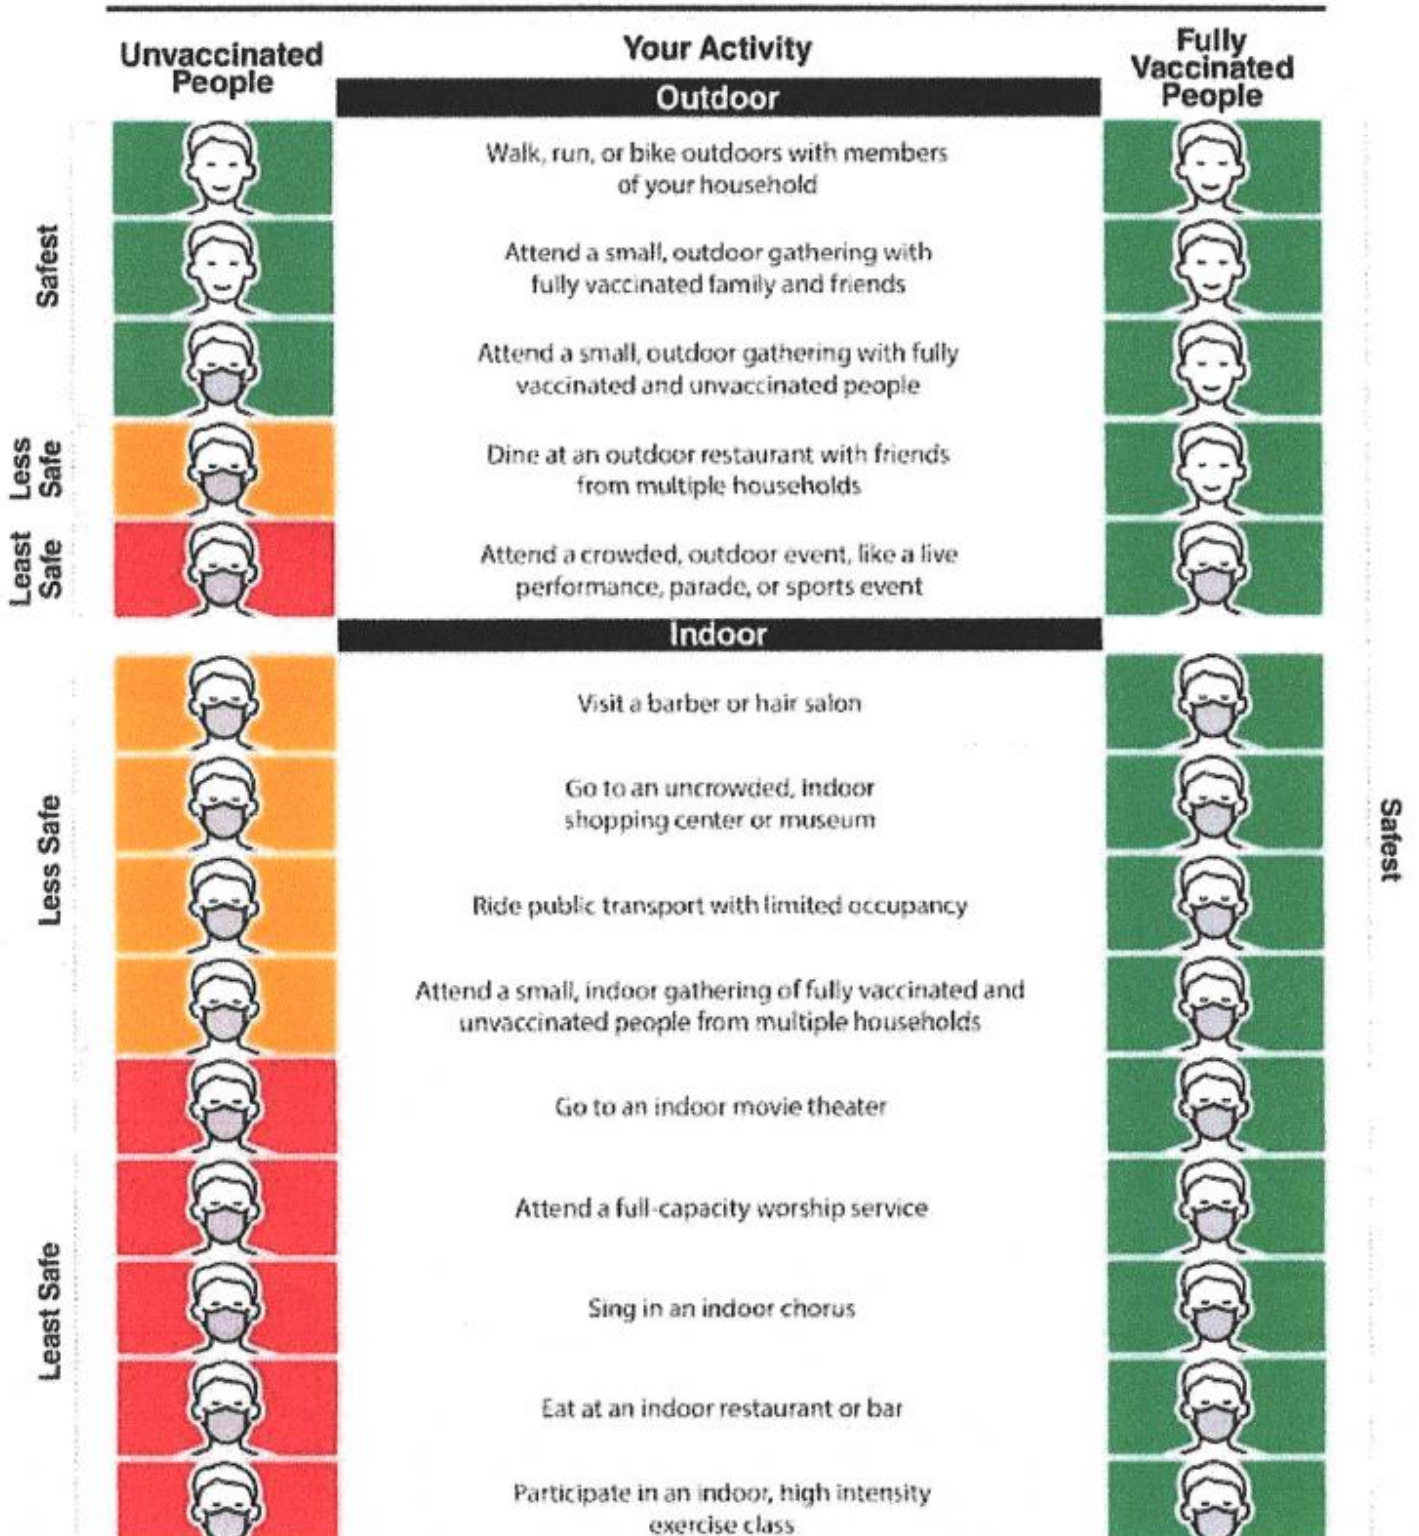 Unvaccinated
People
Your Activity
Fully
Vaccinated
People
Outdoor
Safest
Walk, run, or bike outdoors with members
of your household
Attend a small, outdoor gathering with
fully vaccinated family and friends
Attend a small, outdoor gathering with fully
vaccinated and unvaccinated people
Less
Safe
Dine at an outdoor restaurant with friends
from multiple households
Least
Safe
Attend a crowded, outdoor event, like a live
performance, parade, or sports event
Indoor
Less Safe
Visit a barber or hair salon
Go to an uncrowded, indoor
shopping center or museum
Ride public transport with limited occupancy
Attend a small, indoor gathering of fully vaccinated and
unvaccinated people from multiple households
Safest
Least Safe
Go to an indoor movie theater
Attend a full-capacity worship service
Sing in an indoor chorus
Eat at an indoor restaurant or bar
Participate in an indoor, high intensity
exercise class